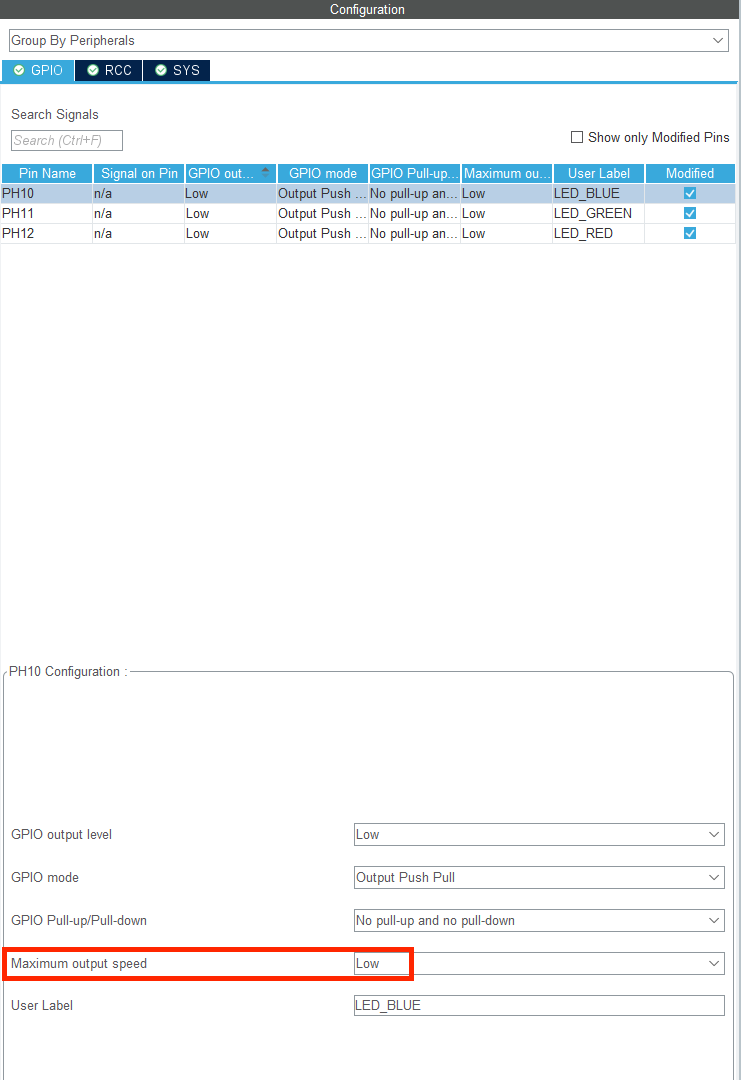 Configuration
Group By Peripherals
GPIO RCC SYS
Search Signals
Search (Ctrl+F)
Show only Modified Pins
Pin Name Signal on Pin GPIO out... GPIO mode GPIO Pull-up... Maximum ou... User Label Modified
PH10 n/a Low Output Push ... No pull-up an... Low LED_BLUE
PH11 n/a Low Output Push ... No pull-up an... Low LED_GREEN
PH12 n/a Low Output Push ... No pull-up an... Low LED_RED
PH10 Configuration :
GPIO output level Low
GPIO mode Output Push Pull
GPIO Pull-up/Pull-down No pull-up and no pull-down
Maximum output speed Low
User Label LED_BLUE